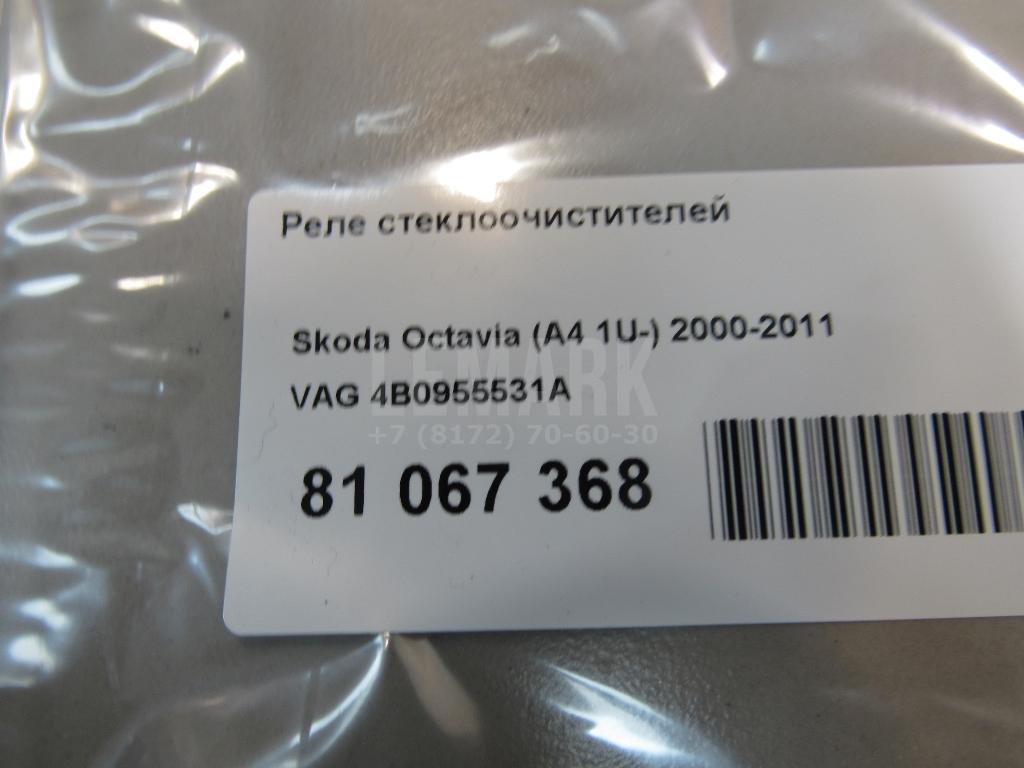 Реле стеклоочистителей
Skoda Octavia (A4 1U-) 2000-2011
VAG 4B0955531A
LEMARK
+7 (8172) 70-60-30
81 067 368